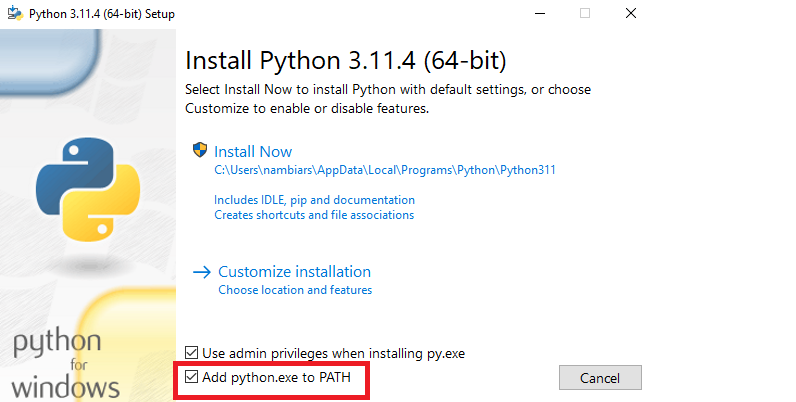 Python 3.11.4 (64-bit) Setup
Install Python 3.11.4 (64-bit)
Select Install Now to install Python with default settings, or choose
Customize to enable or disable features.
Install Now
C:\Users\nambiars\AppData\Local\Programs\Python\Python311
Includes IDLE, pip and documentation
Creates shortcuts and file associations
Customize installation
Choose location and features
Use admin privileges when installing py.exe
Add python.exe to PATH
Cancel
python
for
windows